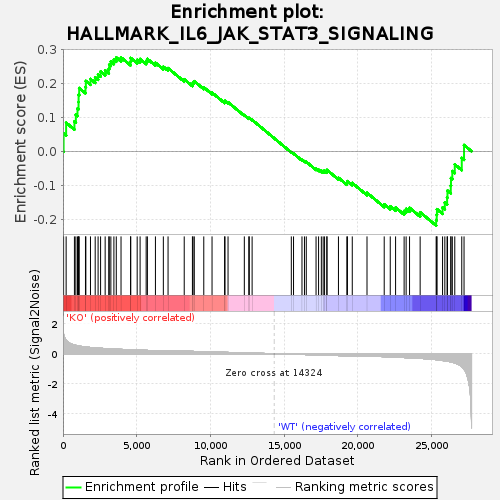 Enrichment plot:
HALLMARK_IL6_JAK_STAT3_SIGNALING
Enrichment score (ES)
0.3
0.2
0.1
0.0
-0.1
-0.2
'KO' (positively correlated)
Ranked list metric (Signal2Noise)
2
0
-2
-4
Zero cross at 14324
'WT' (negatively correlated)
0
5,000
10,000
15,000
20,000
25,000
Rank in Ordered Dataset
Enrichment profile
Hits
Ranking metric scores